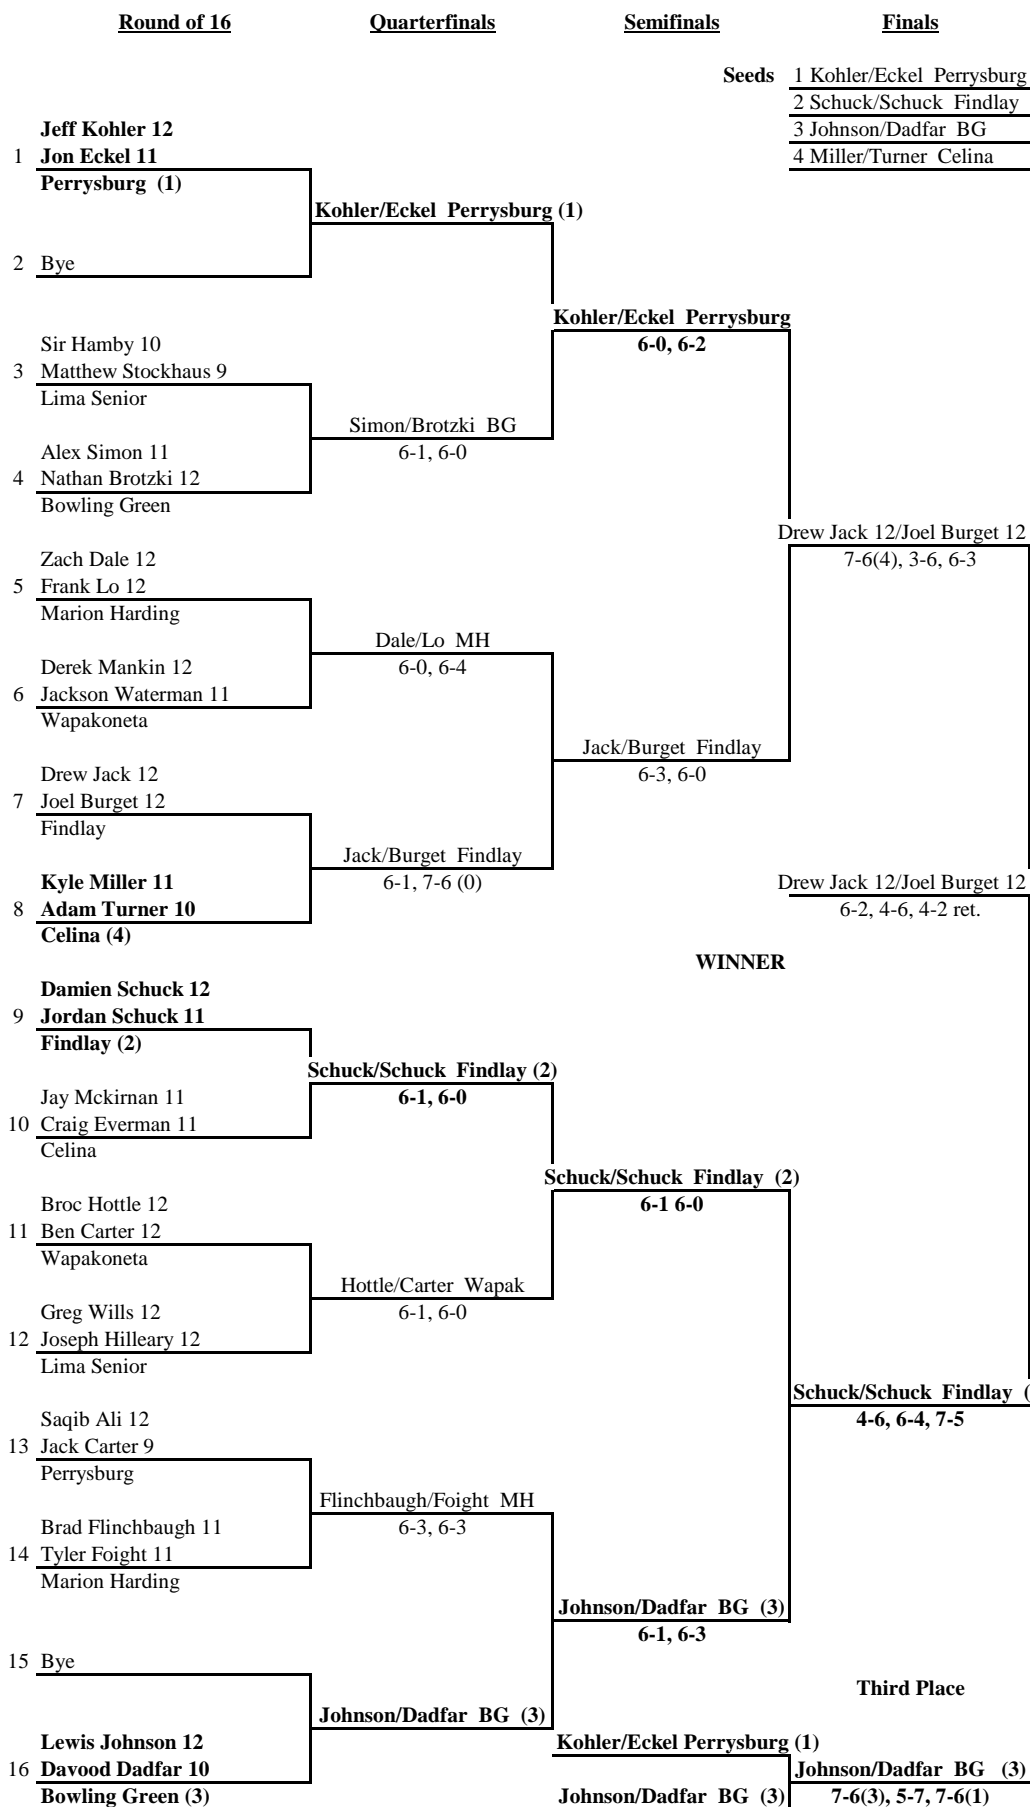 Round of 16 Quarterfinals Semifinals Finals
Seeds 1 Kohler/Eckel Perrysburg
2 Schuck/Schuck Findlay
3 Johnson/Dadfar BG
4 Miller/Turner Celina
Jeff Kohler 12
1 Jon Eckel 11
Perrysburg (1)
Kohler/Eckel Perrysburg (1)
2 Bye
Kohler/Eckel Perrysburg
6-0, 6-2
Sir Hamby 10
3 Matthew Stockhaus 9
Lima Senior
Simon/Brotzki BG
6-1, 6-0
Alex Simon 11
4 Nathan Brotzki 12
Bowling Green
Drew Jack 12/Joel Burget 12
7-6(4), 3-6, 6-3
Zach Dale 12
5 Frank Lo 12
Marion Harding
Dale/Lo MH
6-0, 6-4
Derek Mankin 12
6 Jackson Waterman 11
Wapakoneta
Jack/Burget Findlay
6-3, 6-0
Drew Jack 12
7 Joel Burget 12
Findlay
Jack/Burget Findlay
6-1, 7-6 (0)
Kyle Miller 11
8 Adam Turner 10
Celina (4)
Drew Jack 12/Joel Burget 12
6-2, 4-6, 4-2 ret.
WINNER
Damien Schuck 12
9 Jordan Schuck 11
Findlay (2)
Schuck/Schuck Findlay (2)
6-1, 6-0
Jay Mckirnan 11
10 Craig Everman 11
Celina
Schuck/Schuck Findlay (2)
6-1 6-0
Broc Hottle 12
11 Ben Carter 12
Wapakoneta
Hottle/Carter Wapak
6-1, 6-0
Greg Wills 12
12 Joseph Hilleary 12
Lima Senior
Schuck/Schuck Findlay (
4-6, 6-4, 7-5
Saqib Ali 12
13 Jack Carter 9
Perrysburg
Flinchbaugh/Foight MH
6-3, 6-3
Brad Flinchbaugh 11
14 Tyler Foight 11
Marion Harding
Johnson/Dadfar BG (3)
6-1, 6-3
15 Bye
Third Place
Johnson/Dadfar BG (3)
Lewis Johnson 12
16 Davood Dadfar 10
Bowling Green (3)
Kohler/Eckel Perrysburg (1)
Johnson/Dadfar BG (3)
Johnson/Dadfar BG (3)
7-6(3), 5-7, 7-6(1)